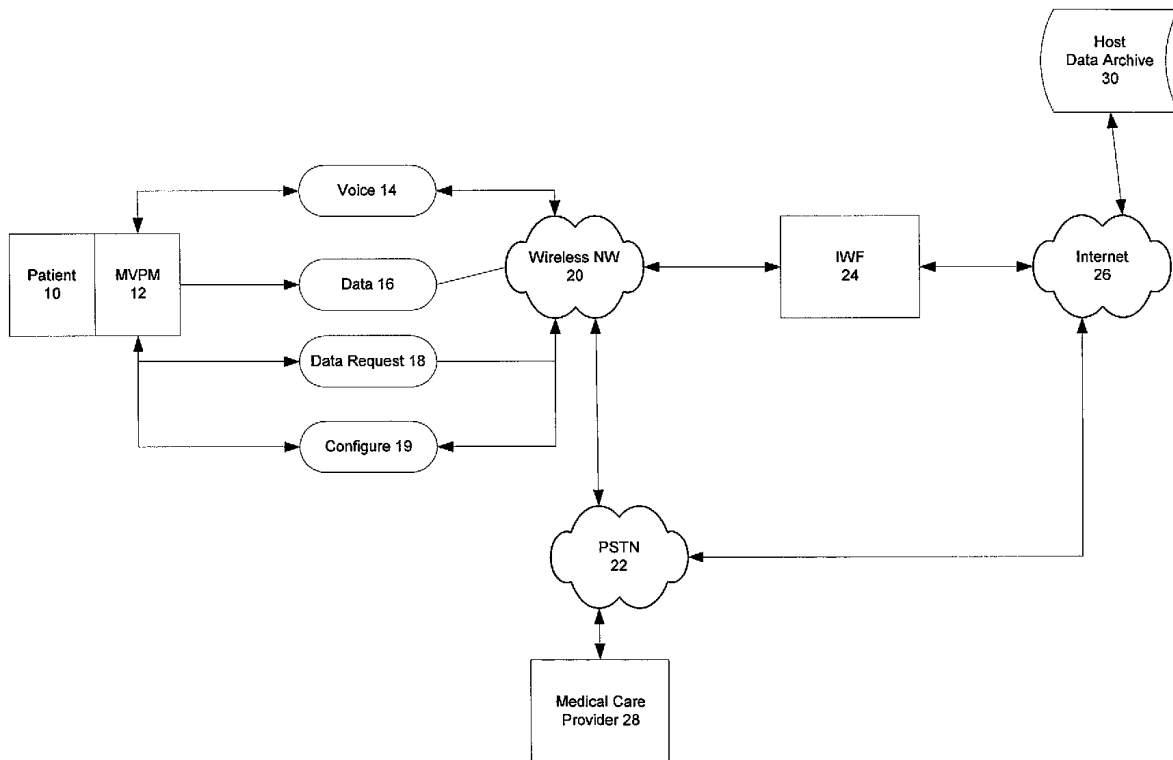 Host
Data Archive
30
Voice 14
Patient
10
MVPM
12
Data 16
Wireless NW
20
IWF
24
Internet
26
Data Request 18
Configure 19
PSTN
22
Medical Care
Provider 28